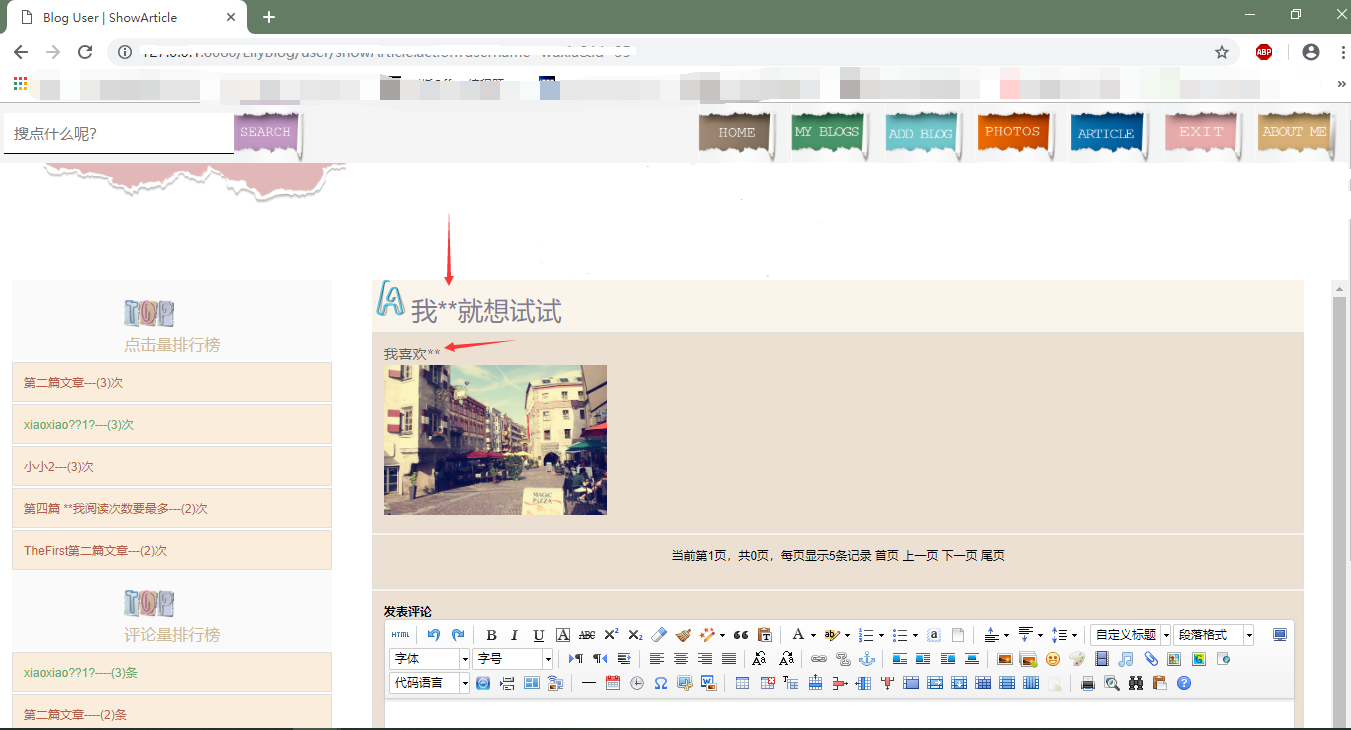 Blog User | ShowArticle
搜点什么呢?
SEARCH
HOME
MY BLOGS
ADD BLOG
PHOTOS
ARTICLE
EXIT
ABOUT ME
TOP
点击量排行榜
第二篇文章---(3)次
xiaoxiao??1?---(3)次
小小2---(3)次
第四篇 **我阅读次数要最多---(2)次
TheFirst第二篇文章---(2)次
TOP
评论量排行榜
xiaoxiao??1?----(3)条
第二篇文章----(2)条
我**就想试试
我喜欢**
MAGIC
PIZZA
当前第1页，共0页，每页显示5条记录 首页 上一页 下一页 尾页
发表评论
HTML
自定义标题
段落格式
字体
字号
代码语言